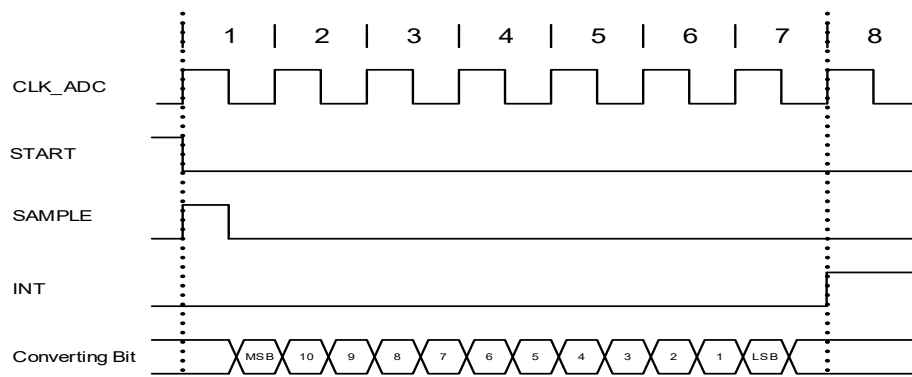 1 2 3 4 5 6 7 8
CLK_ADC
START
SAMPLE
INT
Converting Bit MSB 10 9 8 7 6 5 4 3 2 1 LSB